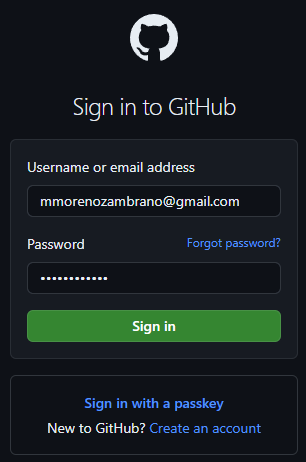 Sign in to GitHub
Username or email address
mmorenozambrano@gmail.com
Password Forgot password?
••••••••••••
Sign in
Sign in with a passkey
New to GitHub? Create an account